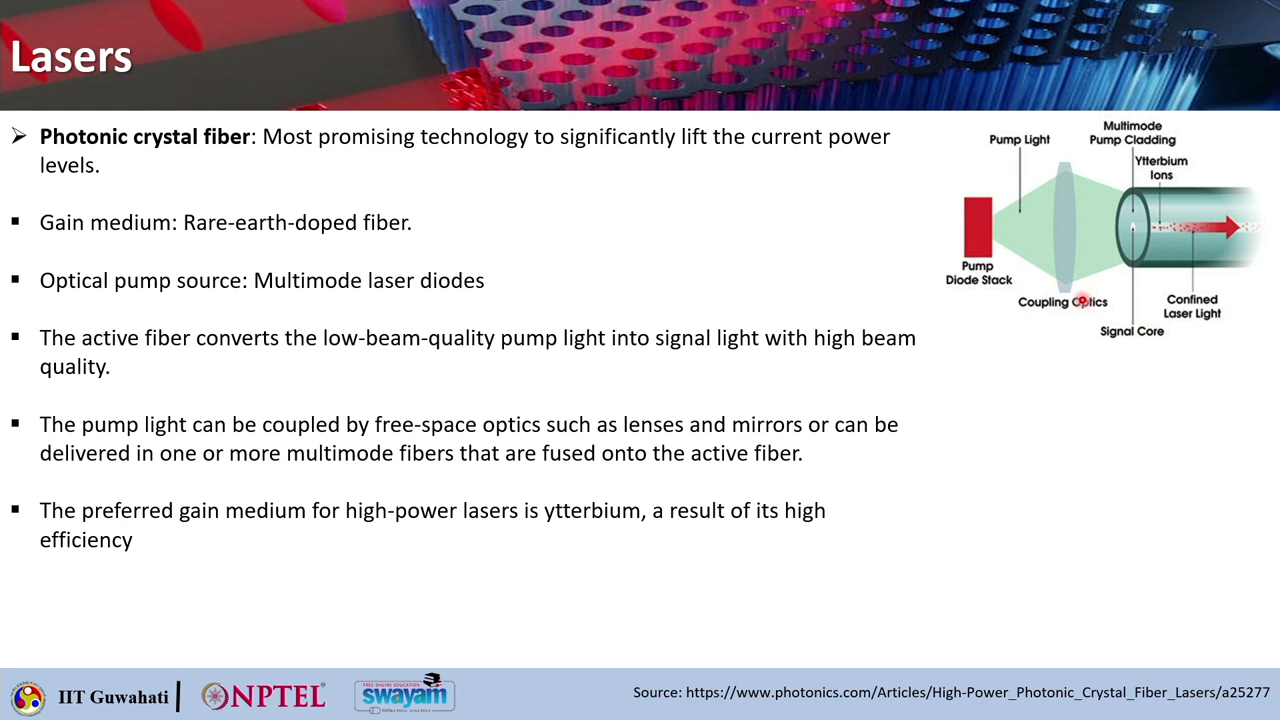 Lasers
➢ Photonic crystal fiber: Most promising technology to significantly lift the current power
levels.
▪ Gain medium: Rare-earth-doped fiber.
▪ Optical pump source: Multimode laser diodes
▪ The active fiber converts the low-beam-quality pump light into signal light with high beam
quality.
▪ The pump light can be coupled by free-space optics such as lenses and mirrors or can be
delivered in one or more multimode fibers that are fused onto the active fiber.
▪ The preferred gain medium for high-power lasers is ytterbium, a result of its high
efficiency
Pump Light
Multimode
Pump Cladding
Ytterbium
Ions
Pump
Diode Stack
Coupling Optics
Confined
Laser Light
Signal Core
IIT Guwahati
NPTEL
FREE ONLINE EDUCATION
swayam
Source: https://www.photonics.com/Articles/High-Power_Photonic_Crystal_Fiber_Lasers/a25277